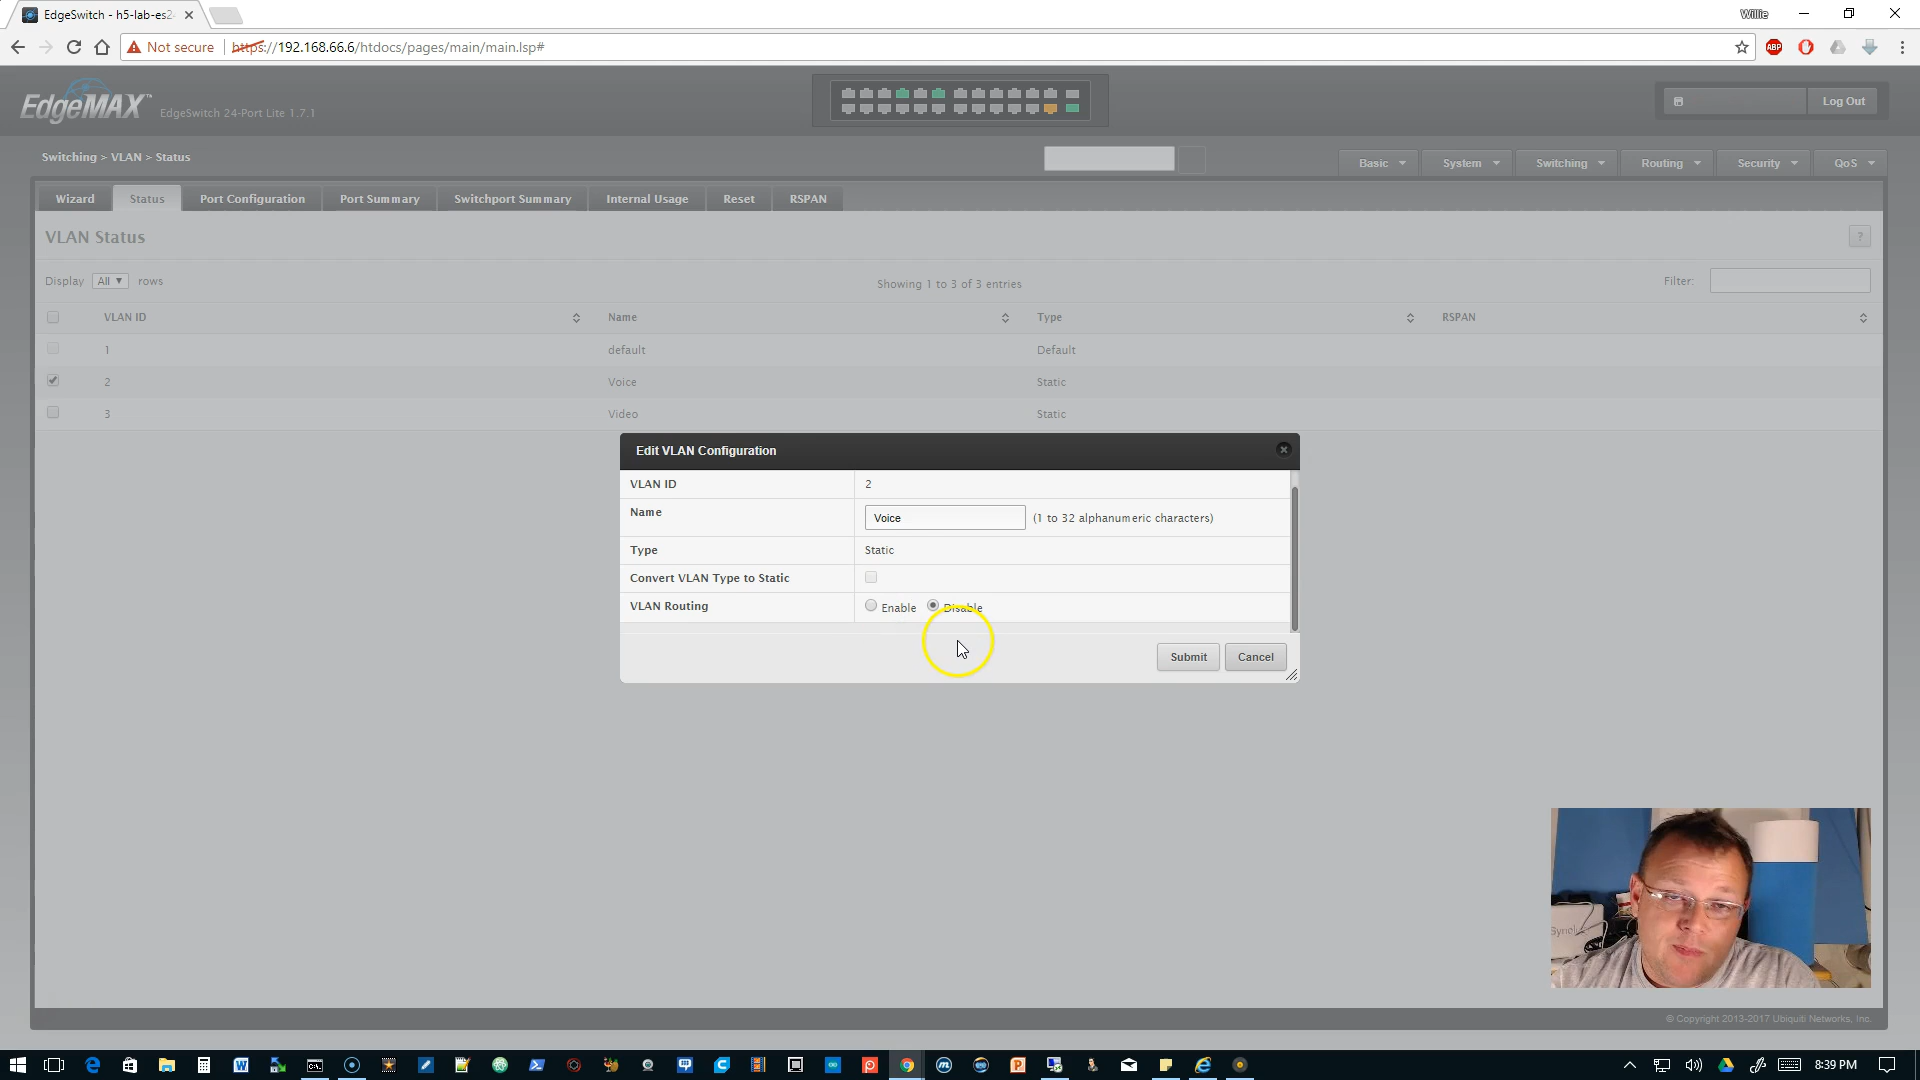 EdgeSwitch - h5-lab-es2
Willie
Not secure
https://192.168.66.6/htdocs/pages/main/main.lsp#
ABP
EdgeMAX™
EdgeSwitch 24-Port Lite 1.7.1
Log Out
Switching > VLAN > Status
Basic
System
Switching
Routing
Security
QoS
Wizard
Status
Port Configuration
Port Summary
Switchport Summary
Internal Usage
Reset
RSPAN
VLAN Status
?
Display All rows
Showing 1 to 3 of 3 entries
Filter:
VLAN ID Name Type RSPAN
1 default Default
2 Voice Static
3 Video Static
Edit VLAN Configuration
VLAN ID 2
Name Voice (1 to 32 alphanumeric characters)
Type Static
Convert VLAN Type to Static
VLAN Routing Enable Disable
Submit
Cancel
© Copyright 2013-2017 Ubiquiti Networks, Inc.
8:39 PM